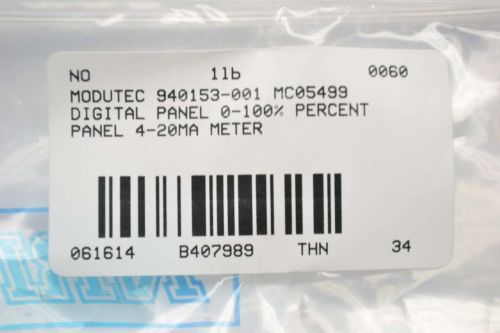 NO 1lb 0060
MODUTEC 940153-001 MC05499
DIGITAL PANEL 0-100% PERCENT
PANEL 4-20MA METER
061614 B407989 THN 34